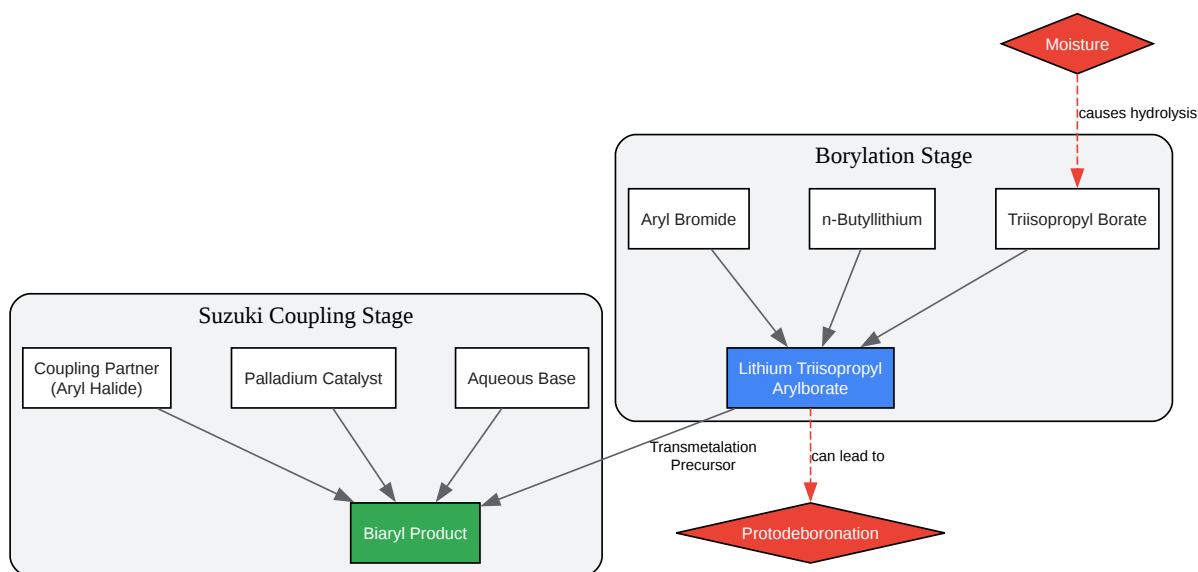 Moisture
causes hydrolysis
Borylation Stage
Aryl Bromide
n-Butyllithium
Triisopropyl Borate
Suzuki Coupling Stage
Coupling Partner
(Aryl Halide)
Palladium Catalyst
Aqueous Base
Lithium Triisopropyl
Arylborate
Transmetalation
Precursor
can lead to
Biaryl Product
Protodeboronation